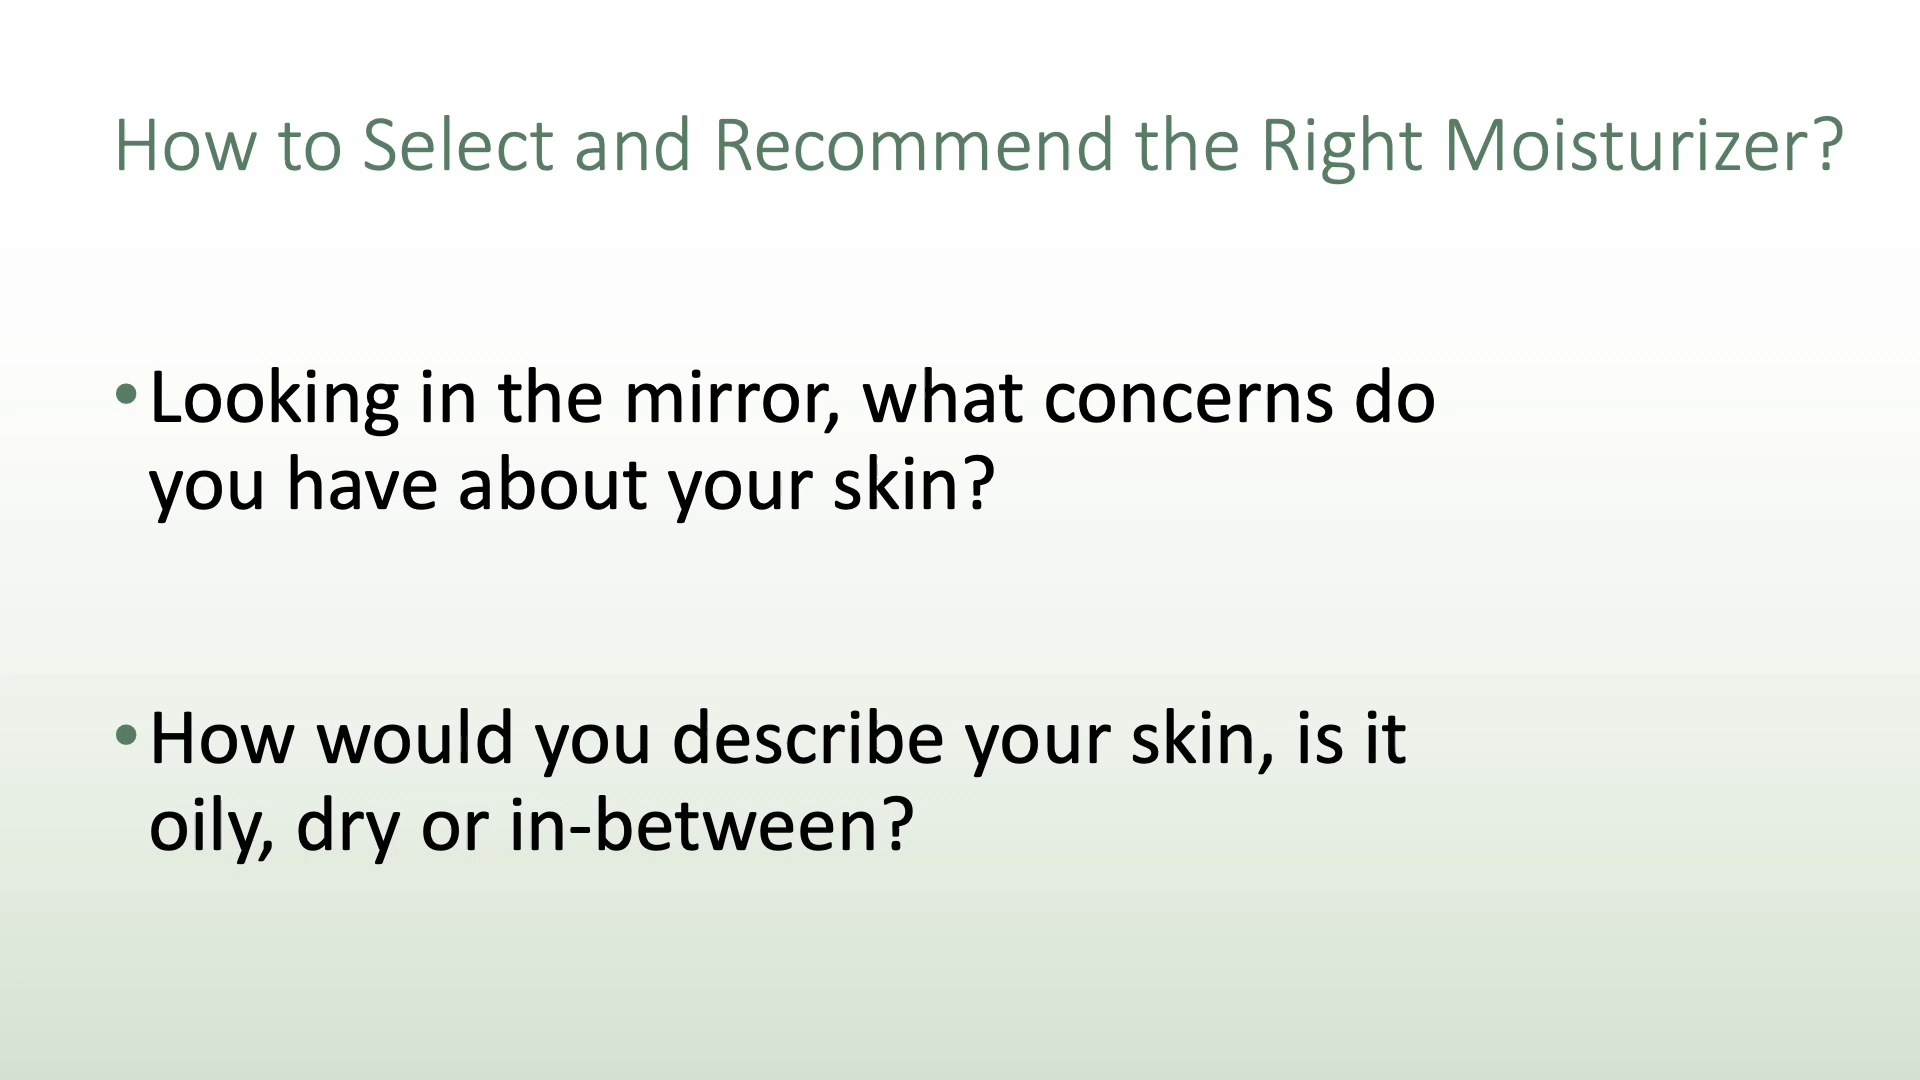 How to Select and Recommend the Right Moisturizer?
•Looking in the mirror, what concerns do
you have about your skin?
•How would you describe your skin, is it
oily, dry or in-between?